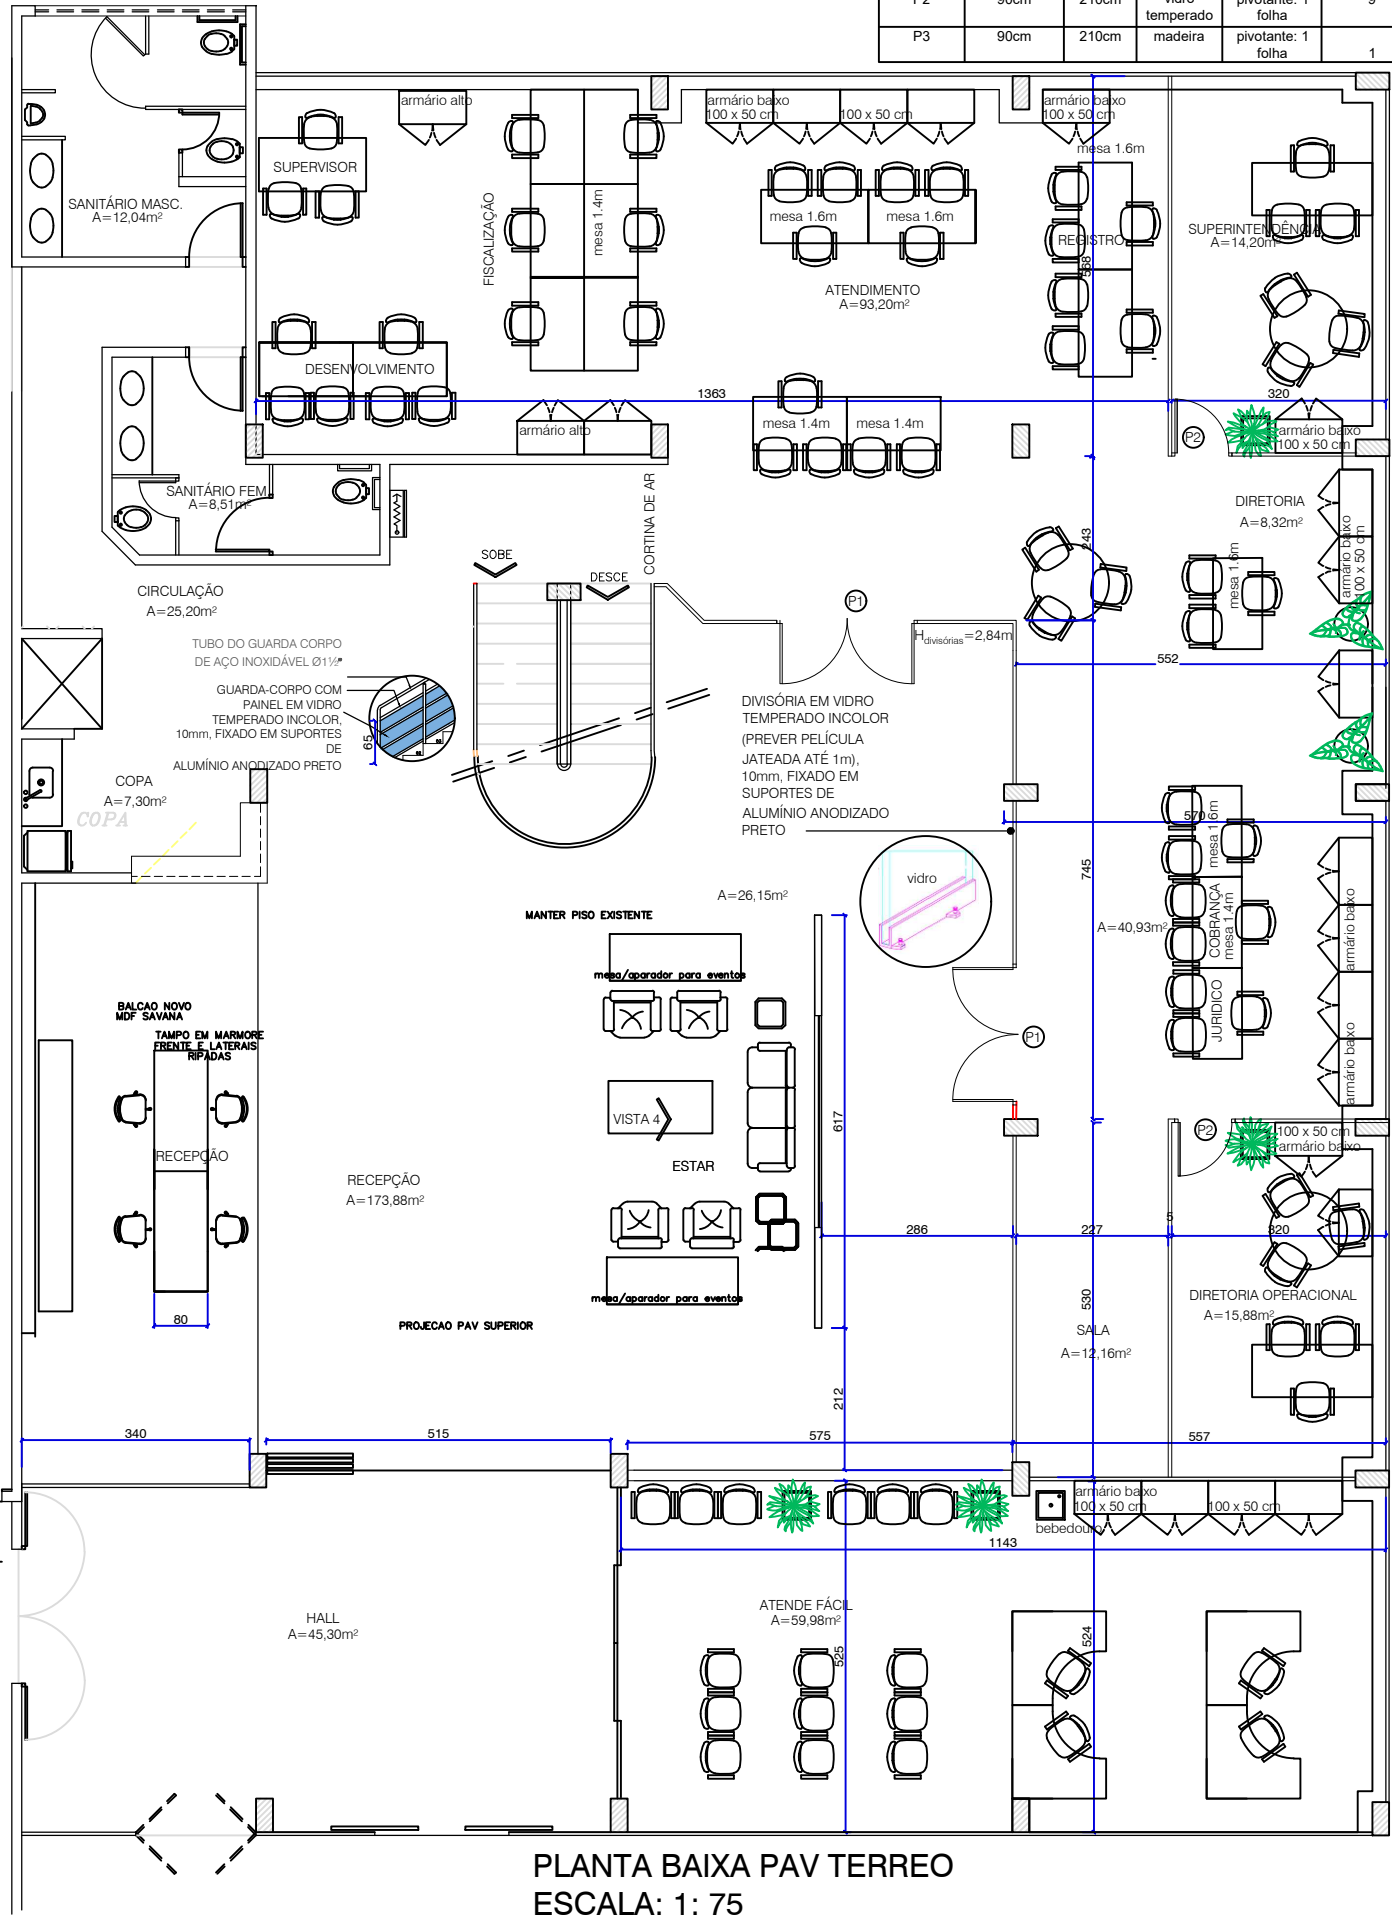 P2 90cm 210cm vidro temperado pivotante: 1 folha 9
P3 90cm 210cm madeira pivotante: 1 folha 1
armário alto
armário baixo
100 x 50 cm
100 x 50 cm
armário baixo
100 x 50 cm
mesa 1.6m
SUPERVISOR
SANITÁRIO MASC.
A=12,04m²
FISCALIZAÇÃO
mesa 1.4m
mesa 1.6m
mesa 1.6m
REGISTRO
568
SUPERINTENDÊNCIA
A=14,20m²
ATENDIMENTO
A=93,20m²
DESENVOLVIMENTO
1363
320
armário alto
mesa 1.4m
mesa 1.4m
P2
armário baixo
100 x 50 cm
SANITÁRIO FEM.
A=8,51m²
CORTINA DE AR
DIRETORIA
A=8,32m²
243
mesa 1.6m
armário baixo
100 x 50 cm
SOBE
DESCE
CIRCULAÇÃO
A=25,20m²
P1
Hdivisórias=2,84m
552
TUBO DO GUARDA CORPO
DE AÇO INOXIDÁVEL Ø1½"
GUARDA-CORPO COM
PAINEL EM VIDRO
TEMPERADO INCOLOR,
10mm, FIXADO EM SUPORTES
DE
ALUMÍNIO ANODIZADO PRETO
65
DIVISÓRIA EM VIDRO
TEMPERADO INCOLOR
(PREVER PELÍCULA
JATEADA ATÉ 1m),
10mm, FIXADO EM
SUPORTES DE
ALUMÍNIO ANODIZADO
PRETO
COPA
A=7,30m²
COPA
570
mesa 1.6m
745
vidro
A=26,15m²
MANTER PISO EXISTENTE
A=40,93m²
COBRANÇA
mesa 1.4m
armário baixo
mesa/aparador para eventos
JURIDICO
armário baixo
BALCAO NOVO
MDF SAVANA
TAMPO EM MARMORE
FRENTE E LATERAIS
RIPADAS
P1
VISTA 4
617
P2
100 x 50 cm
armário baixo
RECEPÇÃO
ESTAR
RECEPÇÃO
A=173,88m²
286
227
5
320
mesa/aparador para eventos
80
PROJECAO PAV SUPERIOR
530
SALA
A=12,16m²
DIRETORIA OPERACIONAL
A=15,88m²
212
340
515
575
557
armário baixo
100 x 50 cm
100 x 50 cm
bebedouro
1143
HALL
A=45,30m²
ATENDE FÁCIL
A=59,98m²
525
524
PLANTA BAIXA PAV TERREO
ESCALA: 1: 75